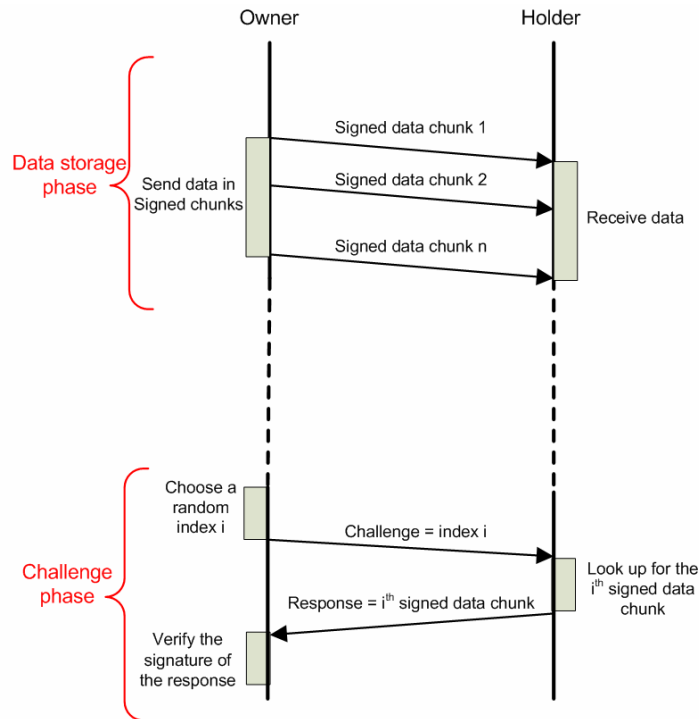 Owner
Holder
Signed data chunk 1
Data storage
phase
Send data in
Signed chunks
Signed data chunk 2
Receive data
Signed data chunk n
Choose a
random
index i
Challenge = index i
Challenge
phase
Look up for the
i^th signed data
chunk
Response = i^th signed data chunk
Verify the
signature of
the response